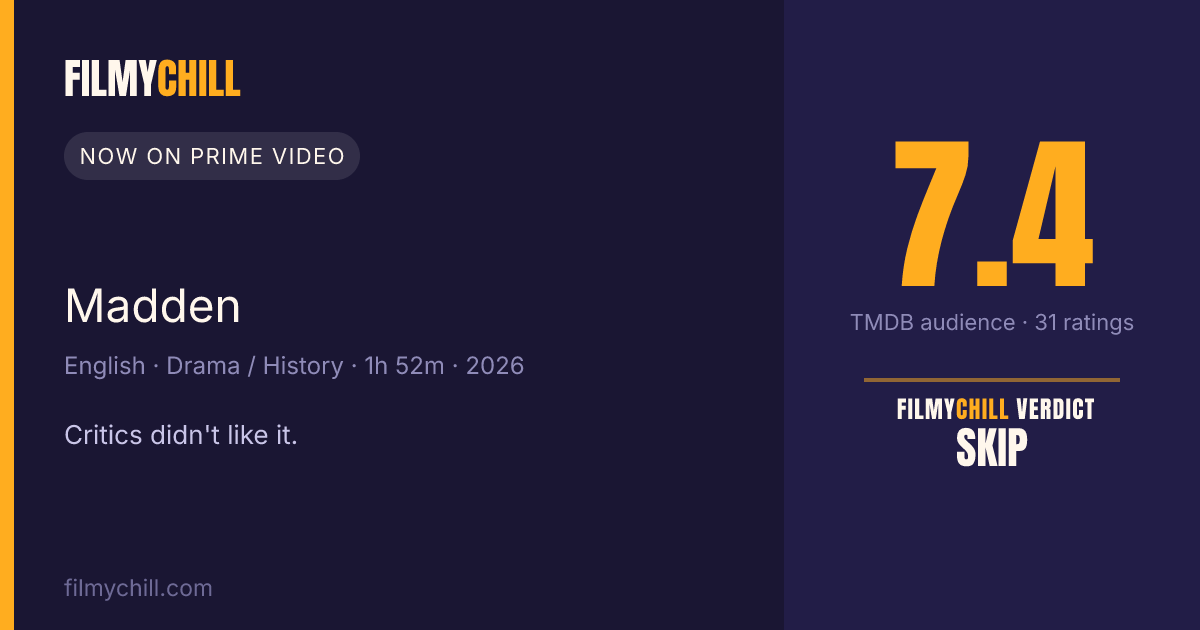 FILMYCHILL
NOW ON PRIME VIDEO
Madden
English · Drama / History · 1h 52m · 2026
Critics didn't like it.
filmychill.com
7.4
TMDB audience · 31 ratings
FILMYCHILL VERDICT
SKIP